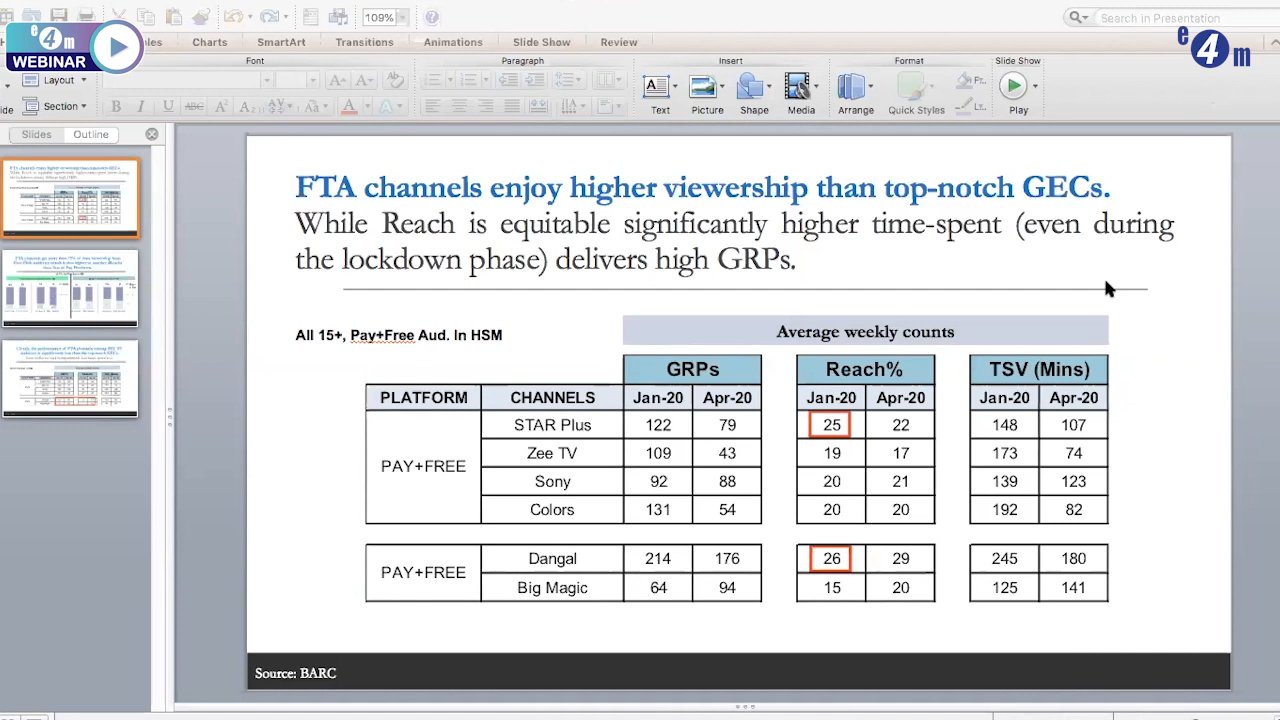 109%
Search in Presentation
e4m
WEBINAR
e4m
Charts
SmartArt
Transitions
Animations
Slide Show
Review
Font
Paragraph
Insert
Format
Slide Show
Layout
Section
B I U ABC
Text
Picture
Shape
Media
Arrange
Quick Styles
Play
Slides
Outline
FTA channels enjoy higher viewership than top-notch GECs.
While Reach is equitable significantly higher time-spent (even during
the lockdown phase) delivers high GRPs.
All 15+, Pay+Free Aud. In HSM
Average weekly counts
GRPs Reach% TSV (Mins)
PLATFORM CHANNELS Jan-20 Apr-20 Jan-20 Apr-20 Jan-20 Apr-20
STAR Plus 122 79 25 22 148 107
Zee TV 109 43 19 17 173 74
PAY+FREE
Sony 92 88 20 21 139 123
Colors 131 54 20 20 192 82
Dangal 214 176 26 29 245 180
PAY+FREE
Big Magic 64 94 15 20 125 141
Source: BARC